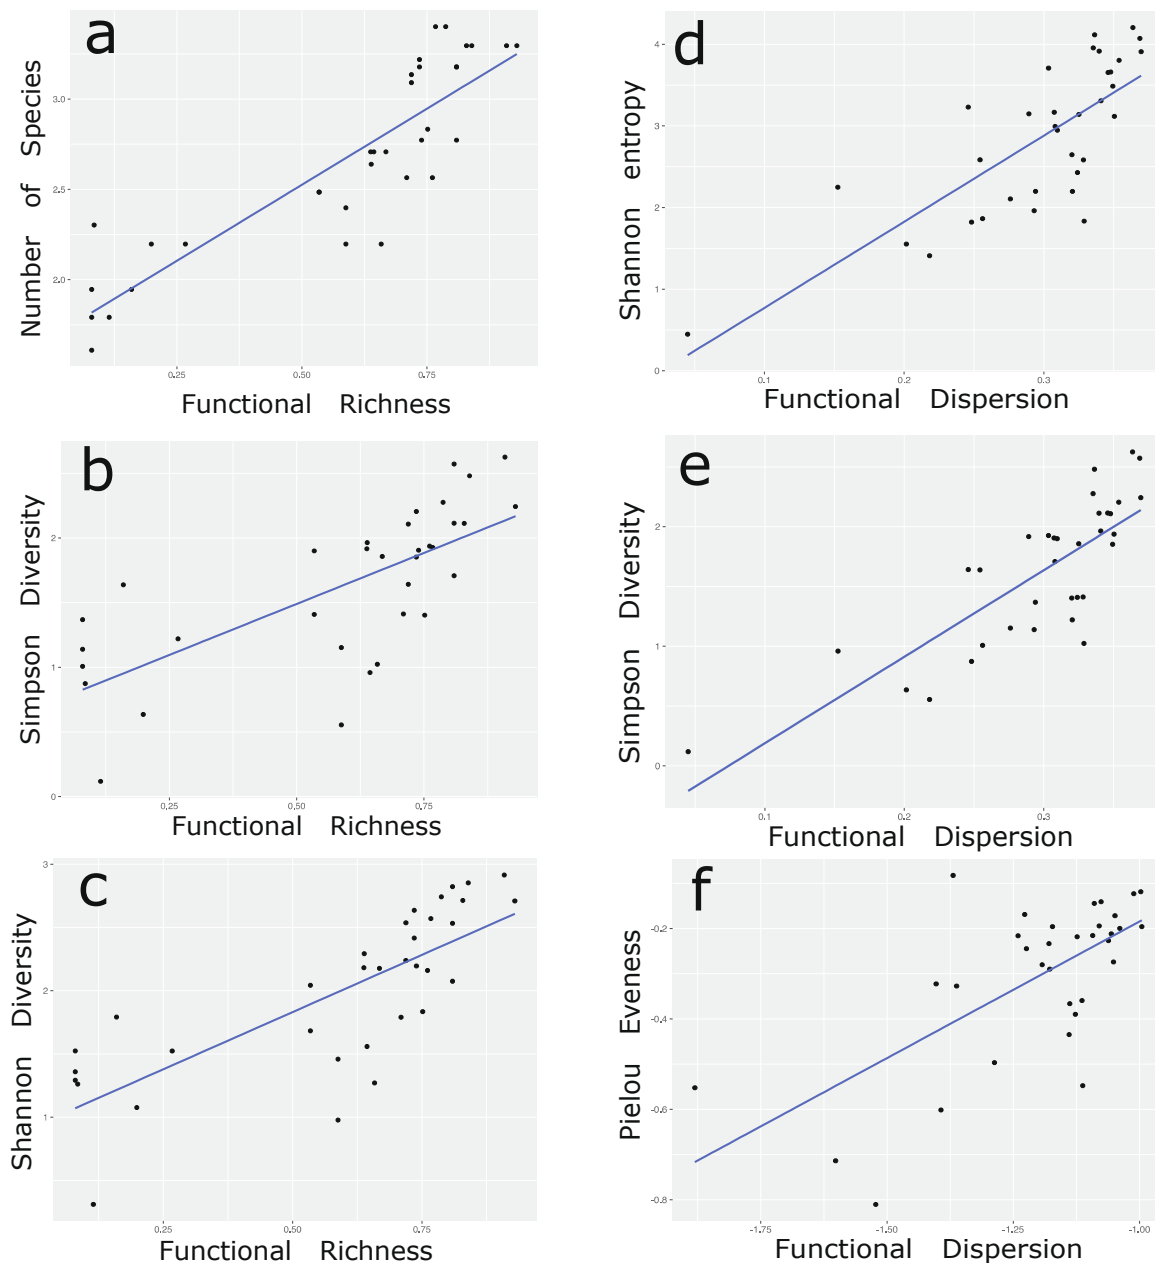 a
Number of Species
3.0
2.5
2.0
0.25 0.50 0.75
Functional Richness
d
Shannon entropy
4
3
2
1
0
0.1 0.2 0.3
Functional Dispersion
b
Simpson Diversity
2
1
0
0.25 0.50 0.75
Functional Richness
e
Simpson Diversity
2
1
0
0.1 0.2 0.3
Functional Dispersion
c
Shannon Diversity
3
2
1
0.25 0.50 0.75
Functional Richness
f
Pielou Eveness
-0.2
-0.4
-0.6
-0.8
-1.75 -1.50 -1.25 -1.00
Functional Dispersion